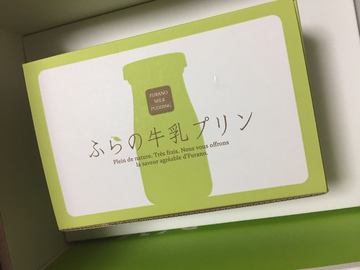 FURANO
MILK
PUDDING
ふらの牛乳プリン
Plein de nature. Très frais. Nous vous offrons
la saveur agréable d'Furano.